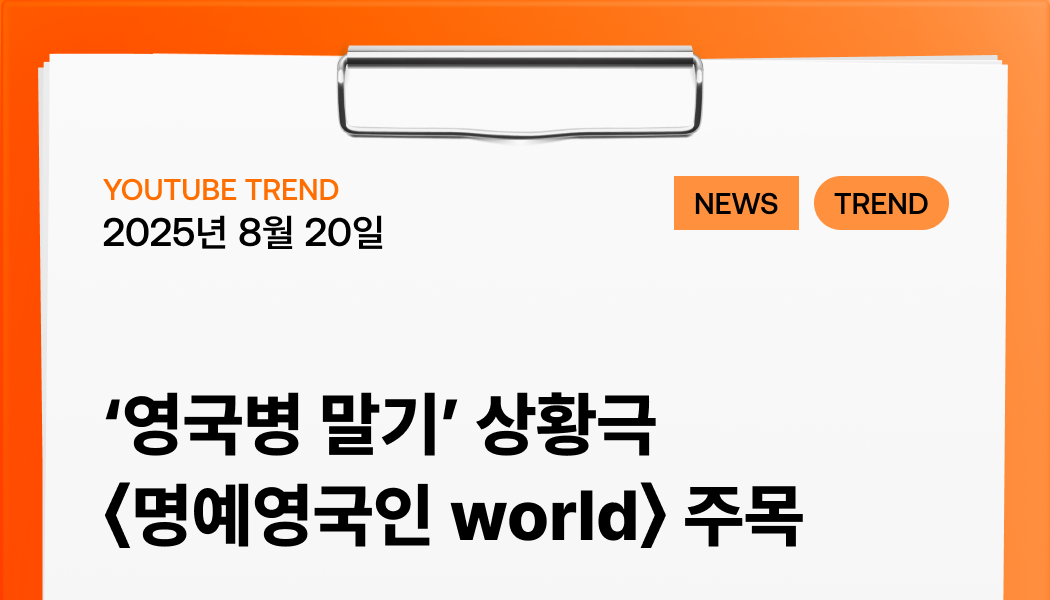 YOUTUBE TREND
2025년 8월 20일
NEWS
TREND
‘영국병 말기’ 상황극
〈명예영국인 world〉 주목